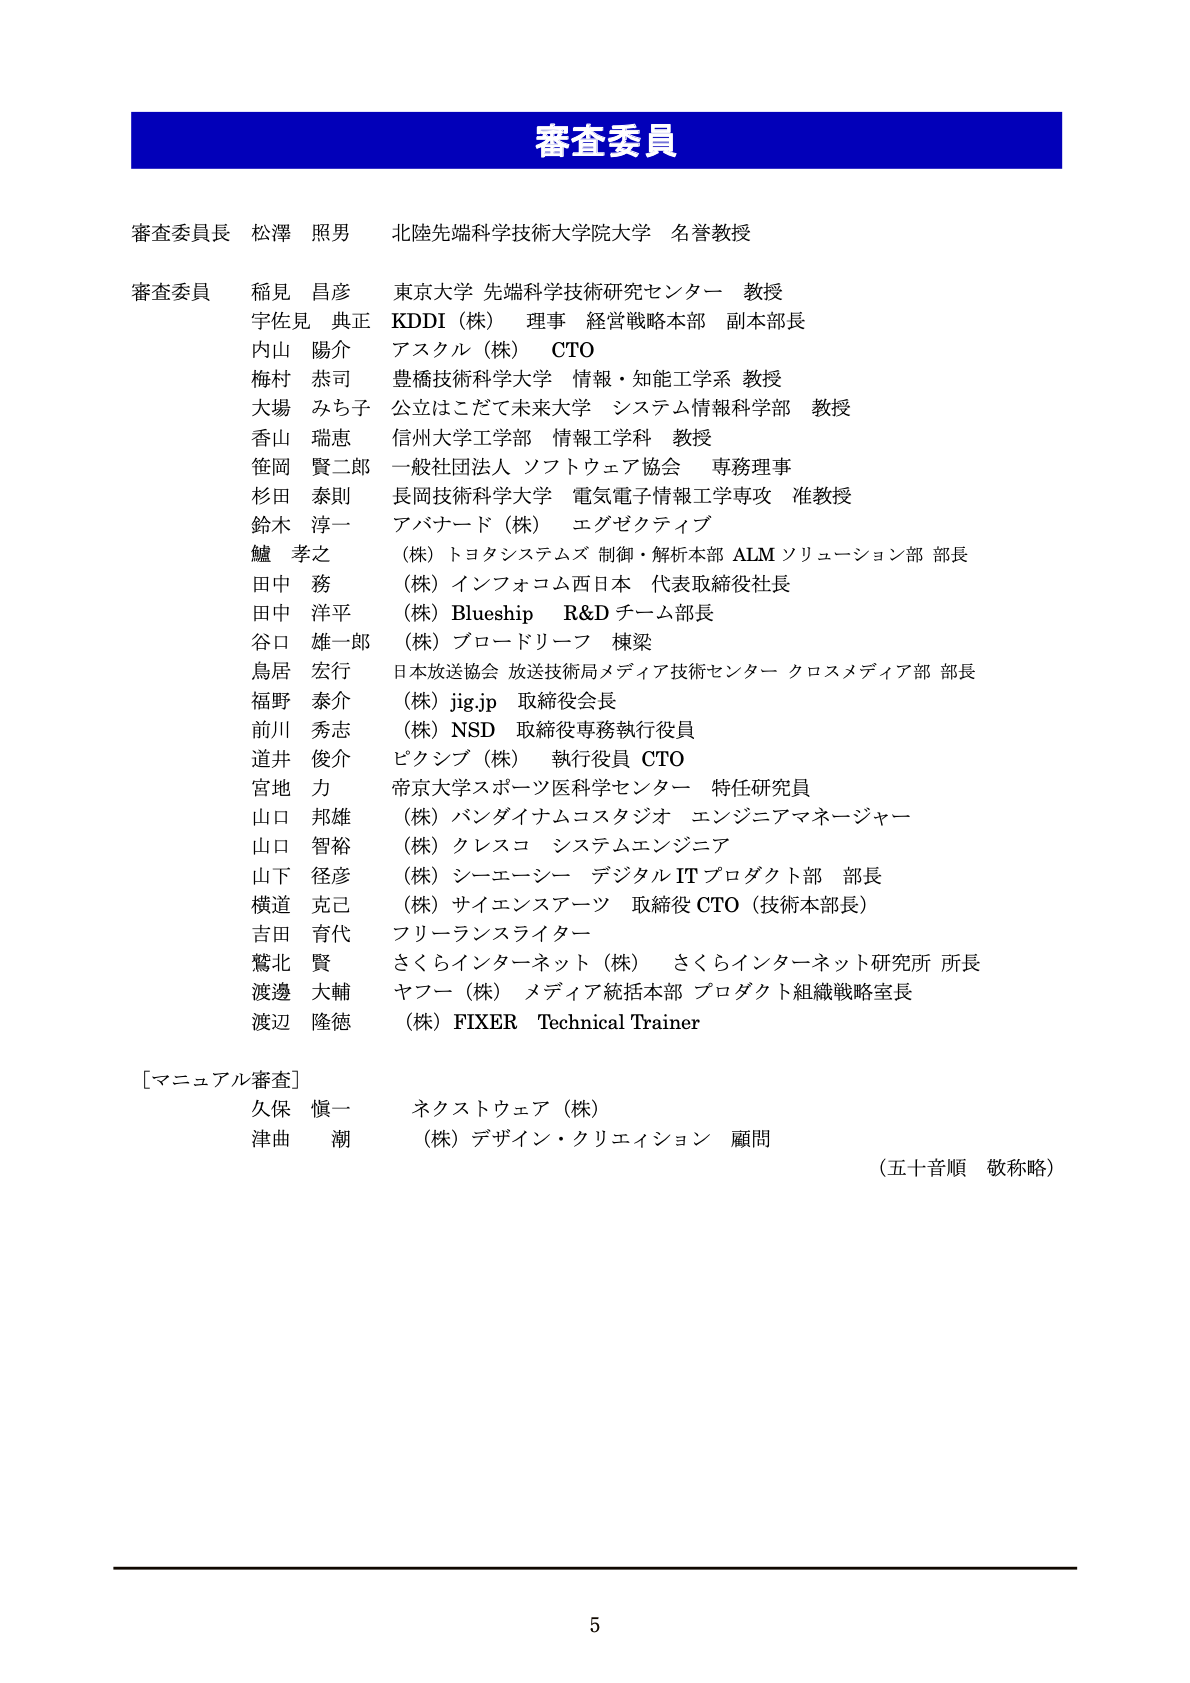 審査委員
審査委員長　松澤　照男　　北陸先端科学技術大学院大学　名誉教授
審査委員　　稲見　昌彦　　東京大学 先端科学技術研究センター　教授
宇佐見　典正　KDDI（株）　理事　経営戦略本部　副本部長
内山　陽介　　アスクル（株）　CTO
梅村　恭司　　豊橋技術科学大学　情報・知能工学系 教授
大場　みち子　公立はこだて未来大学　システム情報科学部　教授
香山　瑞恵　　信州大学工学部　情報工学科　教授
笹岡　賢二郎　一般社団法人 ソフトウェア協会　専務理事
杉田　泰則　　長岡技術科学大学　電気電子情報工学専攻　准教授
鈴木　淳一　　アバナード（株）　エグゼクティブ
鱸　孝之　　　（株）トヨタシステムズ 制御・解析本部 ALM ソリューション部 部長
田中　務　　　（株）インフォコム西日本　代表取締役社長
田中　洋平　　（株）Blueship　R&D チーム部長
谷口　雄一郎　（株）ブロードリーフ　棟梁
鳥居　宏行　　日本放送協会 放送技術局メディア技術センター クロスメディア部 部長
福野　泰介　　（株）jig.jp　取締役会長
前川　秀志　　（株）NSD　取締役専務執行役員
道井　俊介　　ピクシブ（株）　執行役員 CTO
宮地　力　　　帝京大学スポーツ医科学センター　特任研究員
山口　邦雄　　（株）バンダイナムコスタジオ　エンジニアマネージャー
山口　智裕　　（株）クレスコ　システムエンジニア
山下　径彦　　（株）シーエーシー　デジタル IT プロダクト部　部長
横道　克己　　（株）サイエンスアーツ　取締役 CTO（技術本部長）
吉田　育代　　フリーランスライター
鷲北　賢　　　さくらインターネット（株）　さくらインターネット研究所 所長
渡邊　大輔　　ヤフー（株）　メディア統括本部 プロダクト組織戦略室長
渡辺　隆徳　　（株）FIXER　Technical Trainer
［マニュアル審査］
久保　愼一　　　ネクストウェア（株）
津曲　　潮　　　（株）デザイン・クリエィション　顧問
（五十音順　敬称略）
5